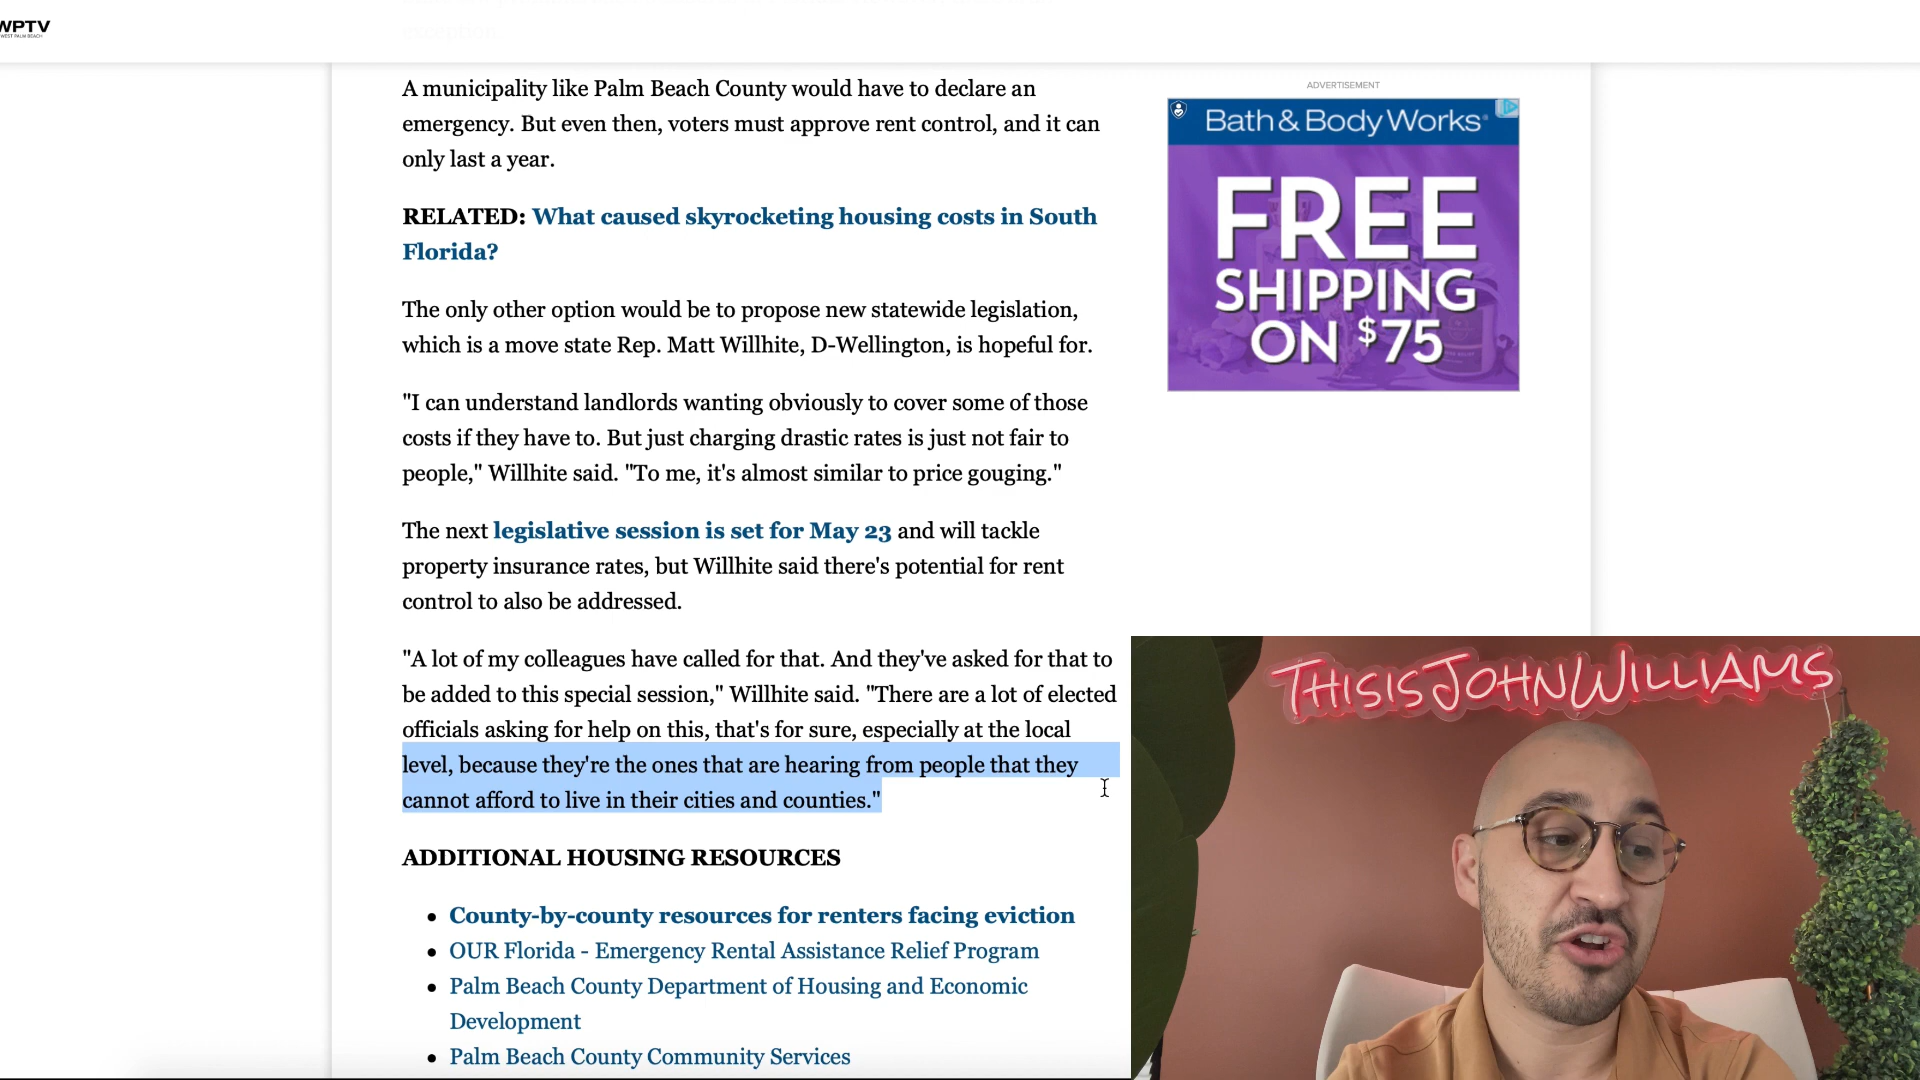 WPTV
WEST PALM BEACH
A municipality like Palm Beach County would have to declare an
emergency. But even then, voters must approve rent control, and it can
only last a year.
RELATED: What caused skyrocketing housing costs in South
Florida?
The only other option would be to propose new statewide legislation,
which is a move state Rep. Matt Willhite, D-Wellington, is hopeful for.
"I can understand landlords wanting obviously to cover some of those
costs if they have to. But just charging drastic rates is just not fair to
people," Willhite said. "To me, it's almost similar to price gouging."
The next legislative session is set for May 23 and will tackle
property insurance rates, but Willhite said there's potential for rent
control to also be addressed.
"A lot of my colleagues have called for that. And they've asked for that to
be added to this special session," Willhite said. "There are a lot of elected
officials asking for help on this, that's for sure, especially at the local
level, because they're the ones that are hearing from people that they
cannot afford to live in their cities and counties."
ADDITIONAL HOUSING RESOURCES
• County-by-county resources for renters facing eviction
• OUR Florida - Emergency Rental Assistance Relief Program
• Palm Beach County Department of Housing and Economic
Development
• Palm Beach County Community Services
ADVERTISEMENT
Bath & Body Works®
FREE
SHIPPING
ON $75
THISISJOHNWILLIAMS